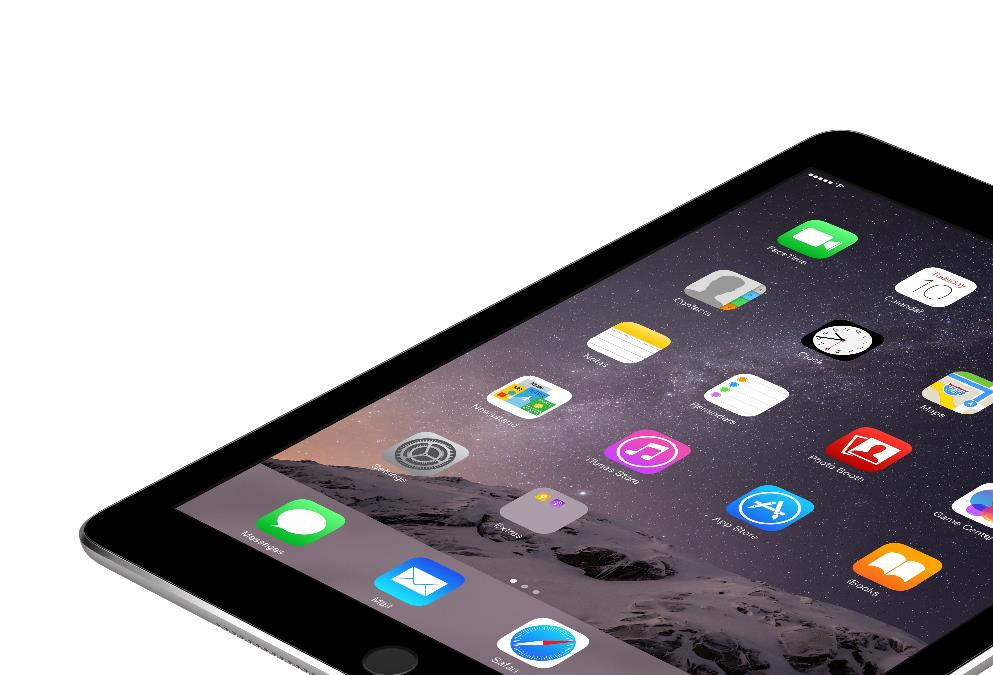 FaceTime
Tuesday
10
Calendar
Contacts
Clock
Notes
Maps
Reminders
Newsstand
Photo Booth
iTunes Store
Settings
Game Center
App Store
Extras
Messages
iBooks
Mail
Safari